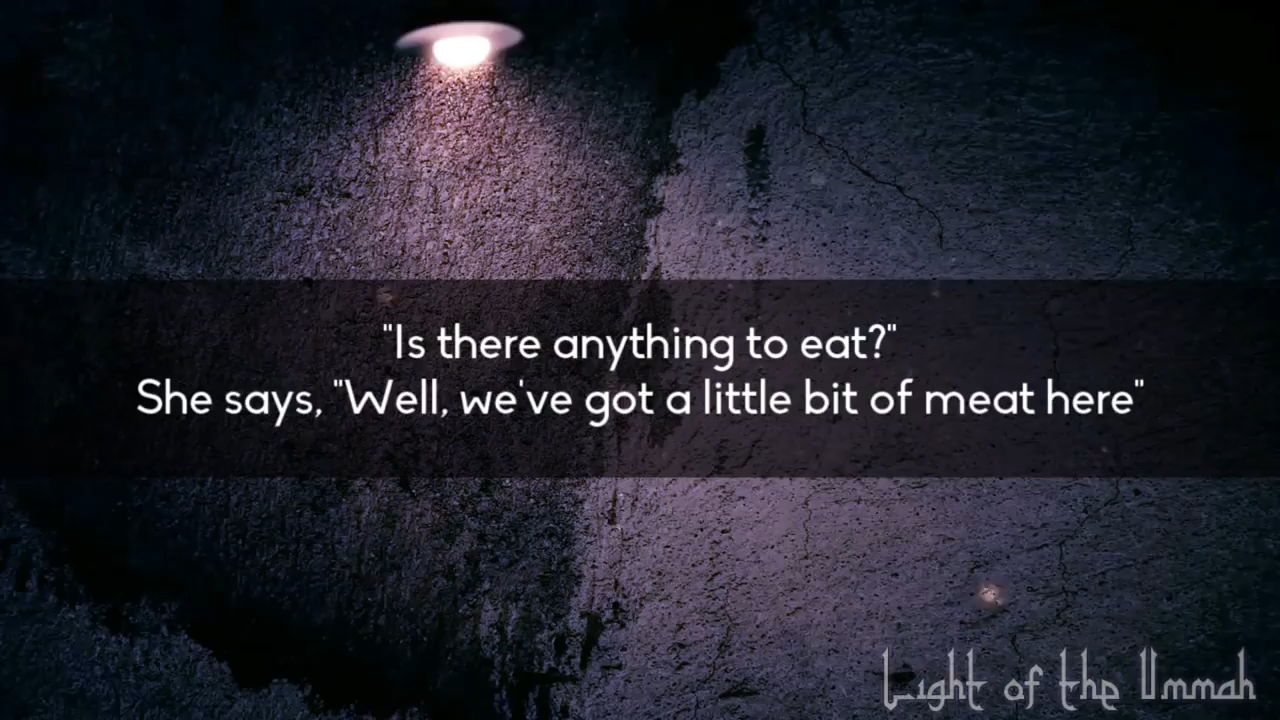 "Is there anything to eat?"
She says, "Well, we've got a little bit of meat here"
Light of the Ummah